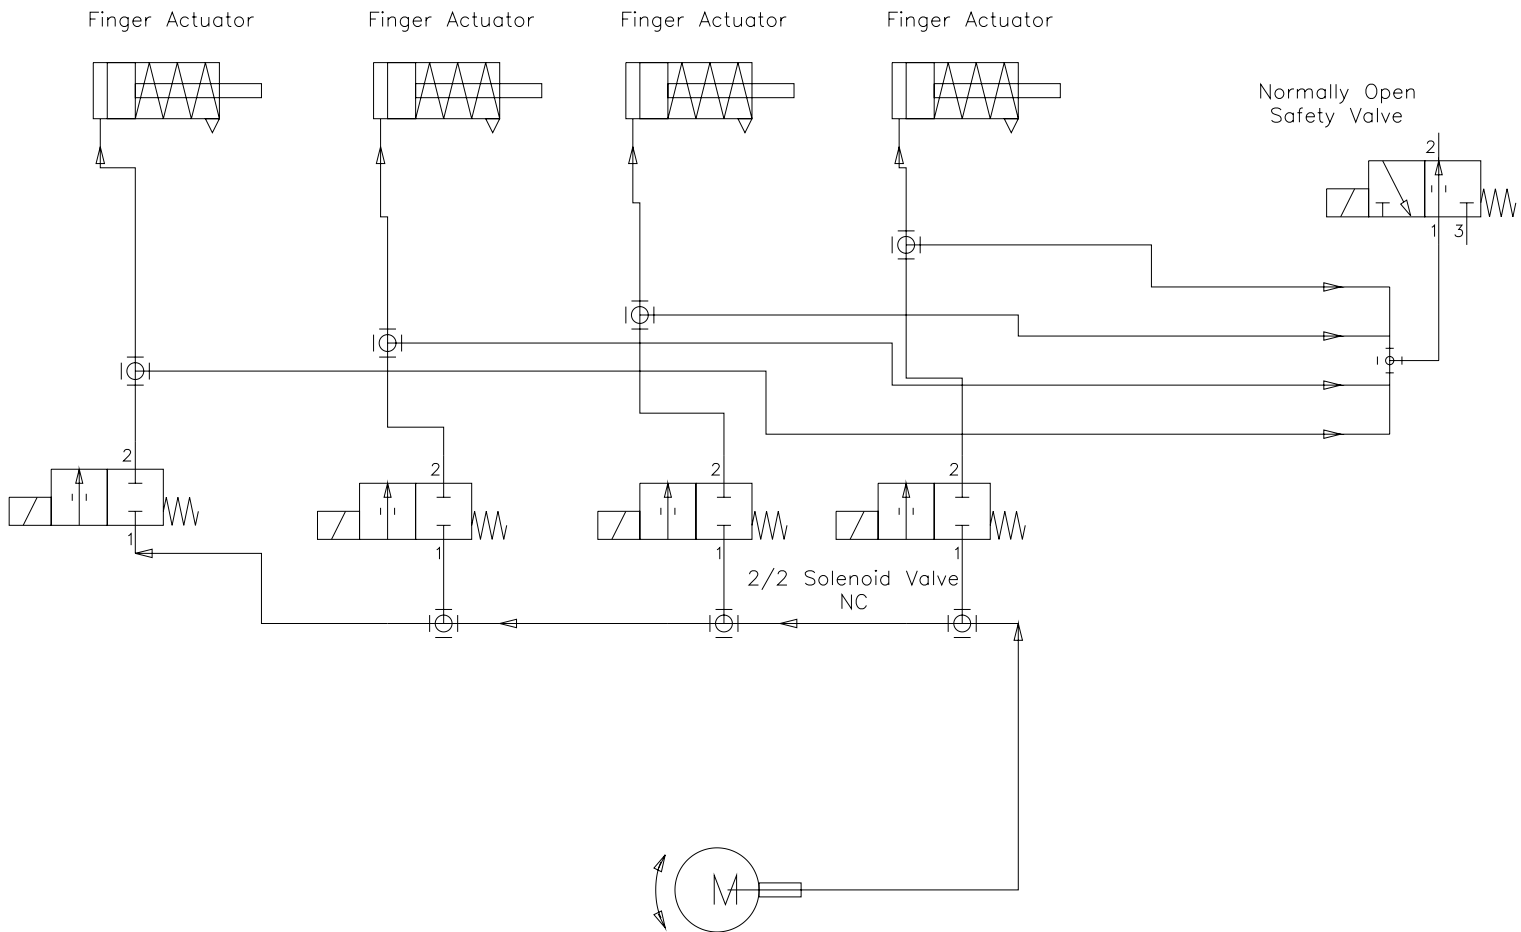 Finger Actuator
Finger Actuator
Finger Actuator
Finger Actuator
Normally Open
Safety Valve
2
1
3
2
2
2
2
1
1
1
1
2/2 Solenoid Valve
NC
M